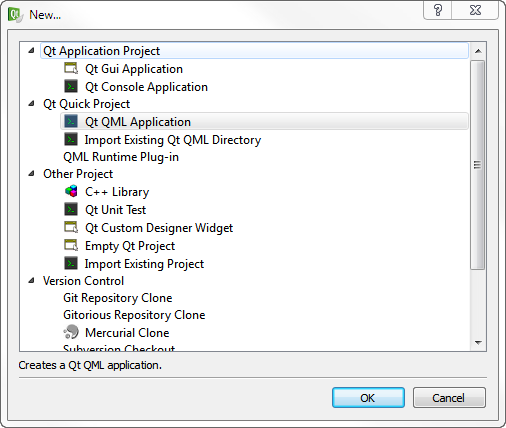 New...
Qt Application Project
Qt Gui Application
Qt Console Application
Qt Quick Project
Qt QML Application
Import Existing Qt QML Directory
QML Runtime Plug-in
Other Project
C++ Library
Qt Unit Test
Qt Custom Designer Widget
Empty Qt Project
Import Existing Project
Version Control
Git Repository Clone
Gitorious Repository Clone
Mercurial Clone
Subversion Checkout
Creates a Qt QML application.
OK Cancel